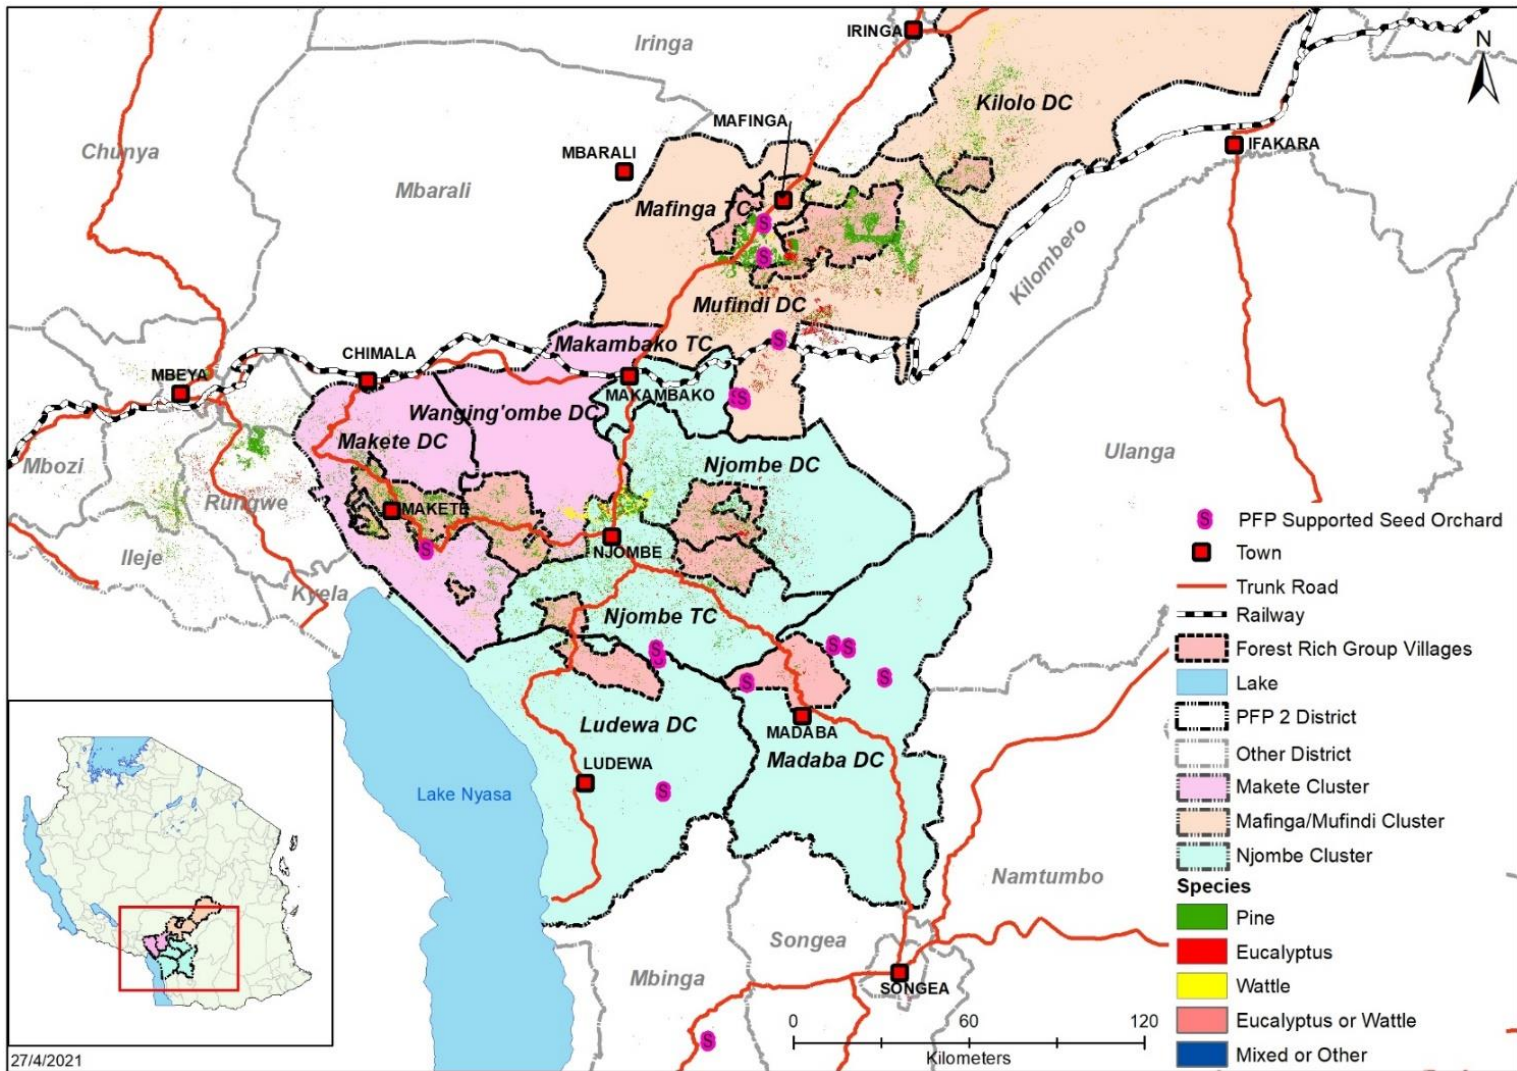 IRINGA
Iringa
N
Kilolo DC
MAFINGA
IFAKARA
MBARALI
Chunya
Mbarali
Mafinga TC
Kilombero
Mufindi DC
Makambako TC
CHIMALA
MBEYA
MAKAMBAKO
Wanging'ombe DC
Makete DC
Njombe DC
Ulanga
Mbozi
Rungwe
MAKETE
NJOMBE
Ileje
Kyela
Njombe TC
Ludewa DC
MADABA
Madaba DC
LUDEWA
Lake Nyasa
Namtumbo
Songea
Mbinga
SONGEA
S PFP Supported Seed Orchard
Town
Trunk Road
Railway
Forest Rich Group Villages
Lake
PFP 2 District
Other District
Makete Cluster
Mafinga/Mufindi Cluster
Njombe Cluster
Species
Pine
Eucalyptus
Wattle
Eucalyptus or Wattle
Mixed or Other
0 60 120
Kilometers
27/4/2021